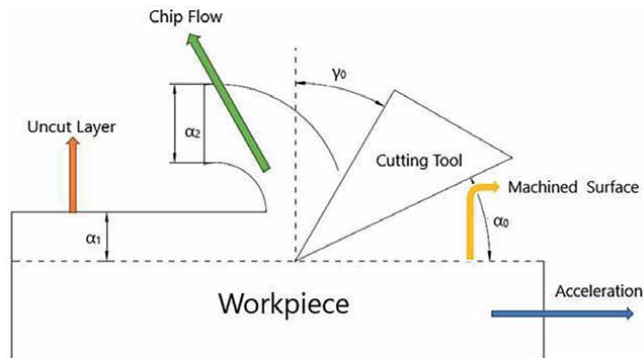 Chip Flow
γ₀
Uncut Layer
α₂
Cutting Tool
Machined Surface
α₁
α₀
Acceleration
Workpiece